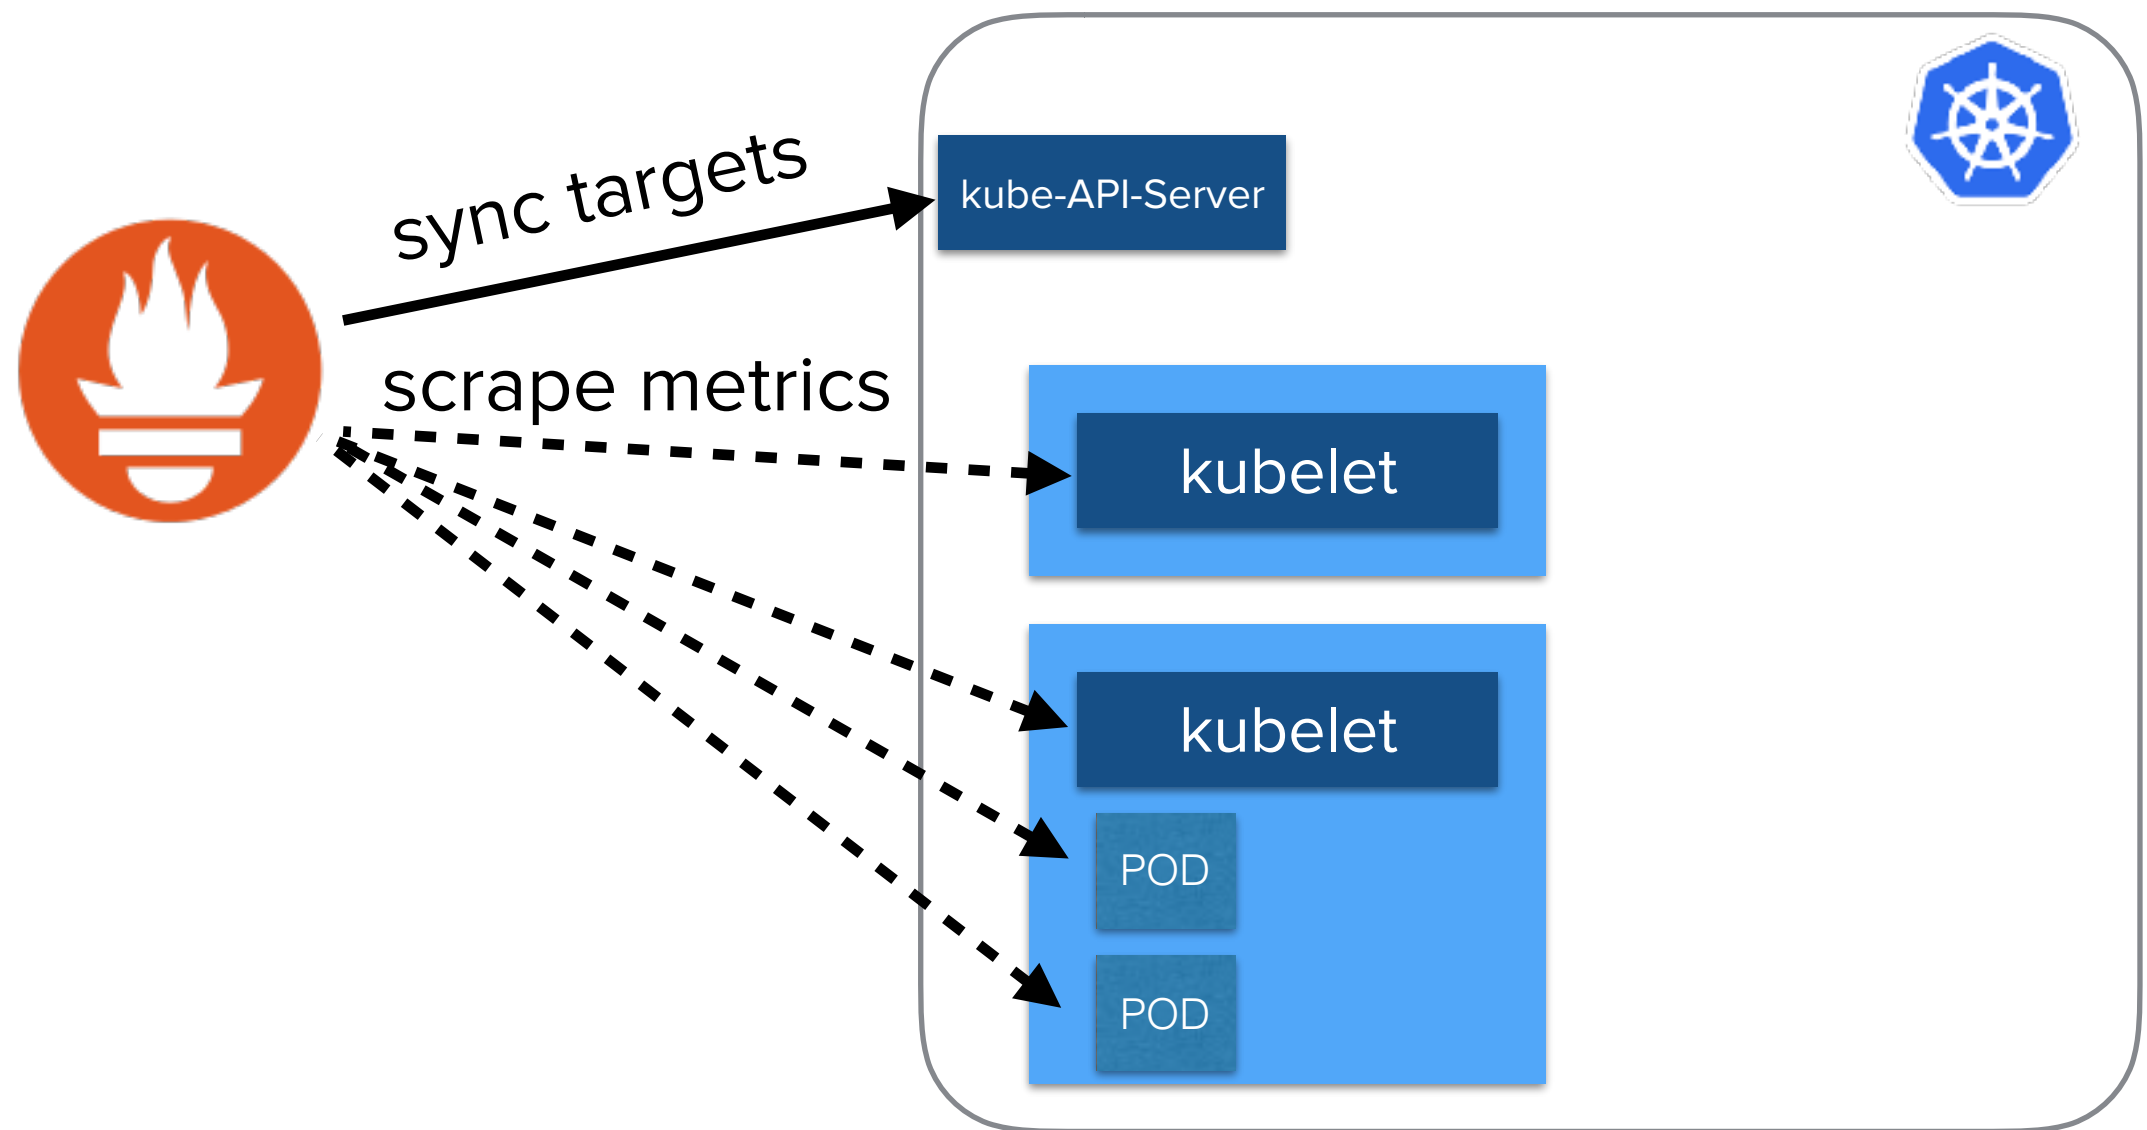 sync targets
kube-API-Server
scrape metrics
kubelet
kubelet
POD
POD